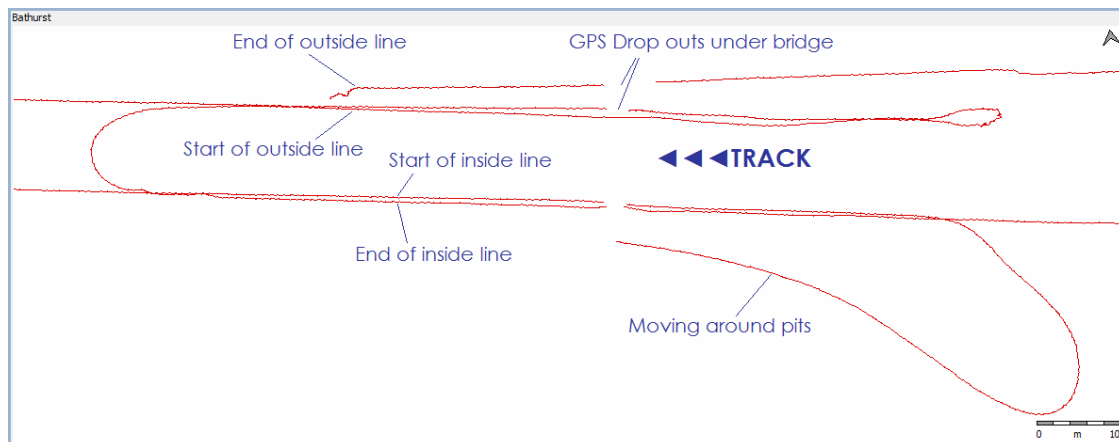 Bathurst
End of outside line
GPS Drop outs under bridge
Start of outside line
Start of inside line
◄ ◄ ◄TRACK
End of inside line
Moving around pits
0 m 10